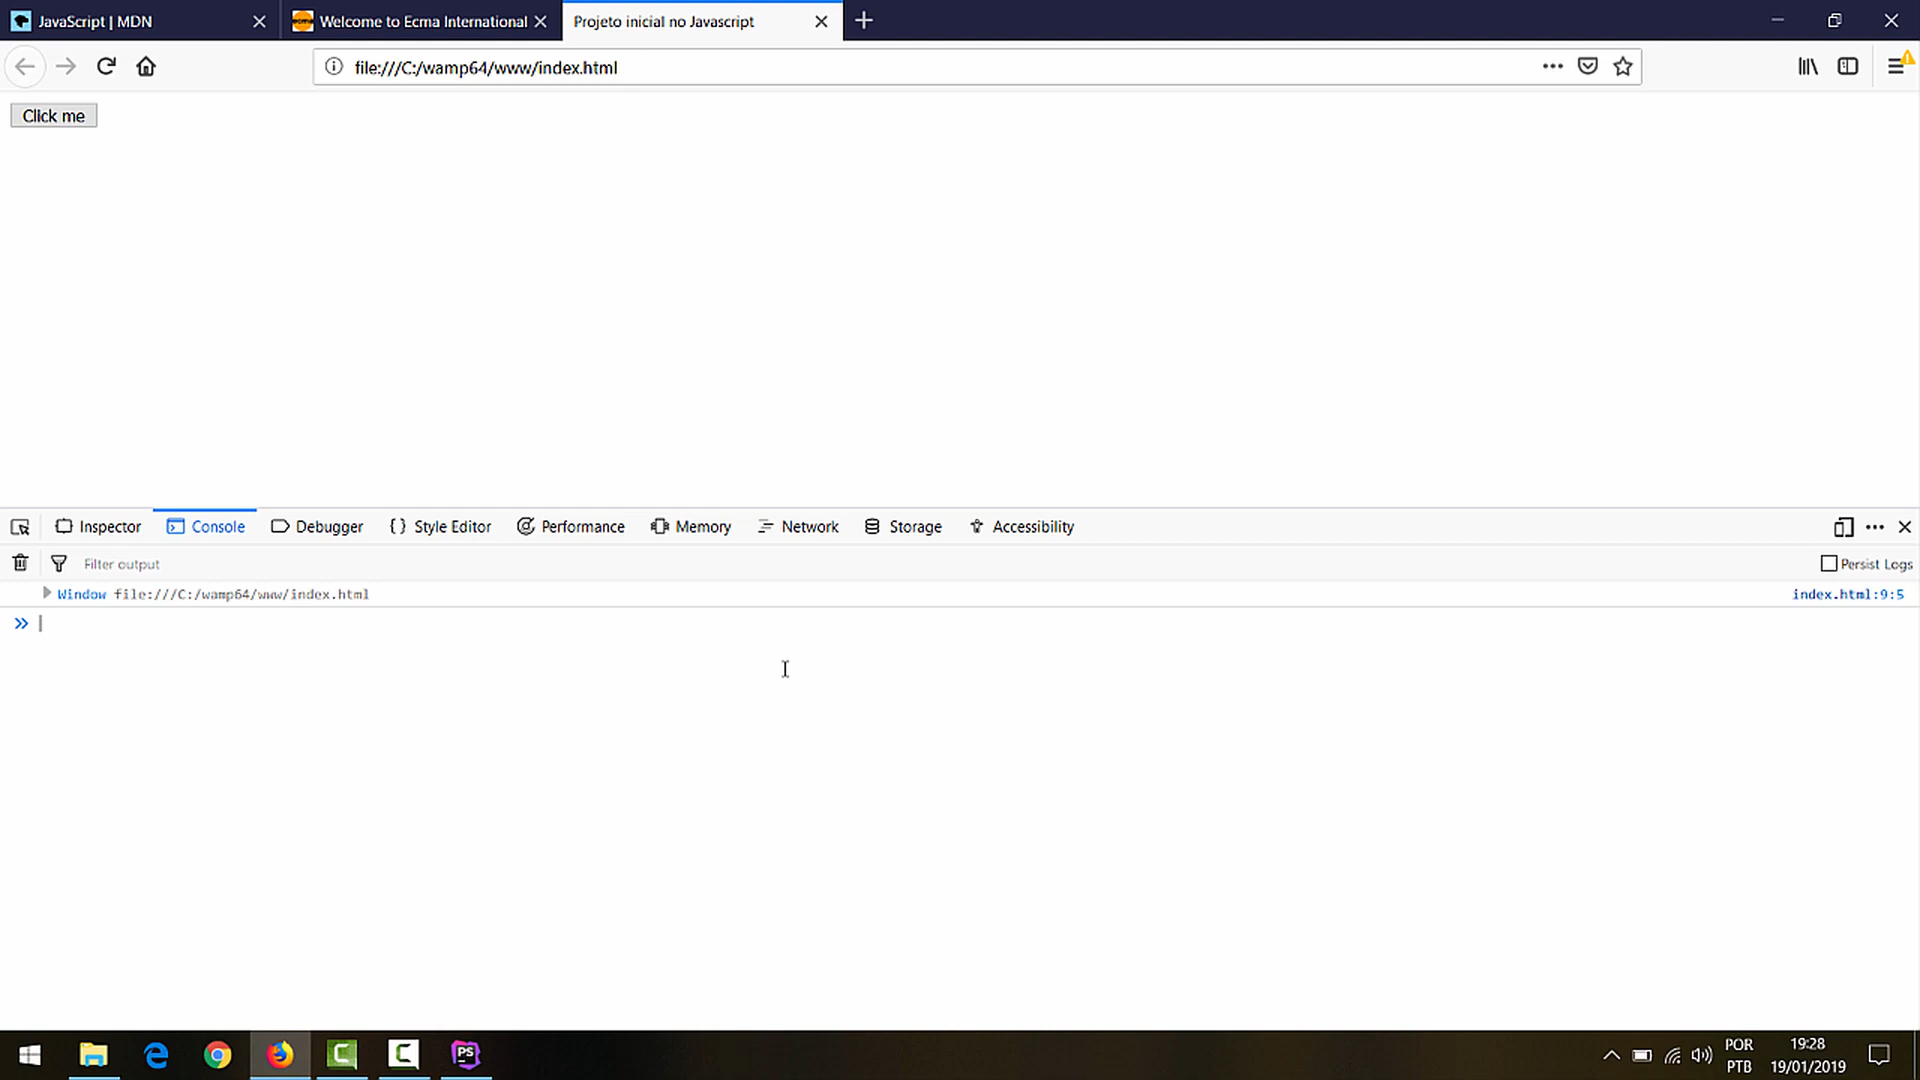 JavaScript | MDN
Welcome to Ecma International
Projeto inicial no Javascript
file:///C:/wamp64/www/index.html
Click me
Inspector Console Debugger Style Editor Performance Memory Network Storage Accessibility
Filter output Persist Logs
Window file:///C:/wamp64/www/index.html index.html:9:5
PS
POR 19:28
PTB 19/01/2019